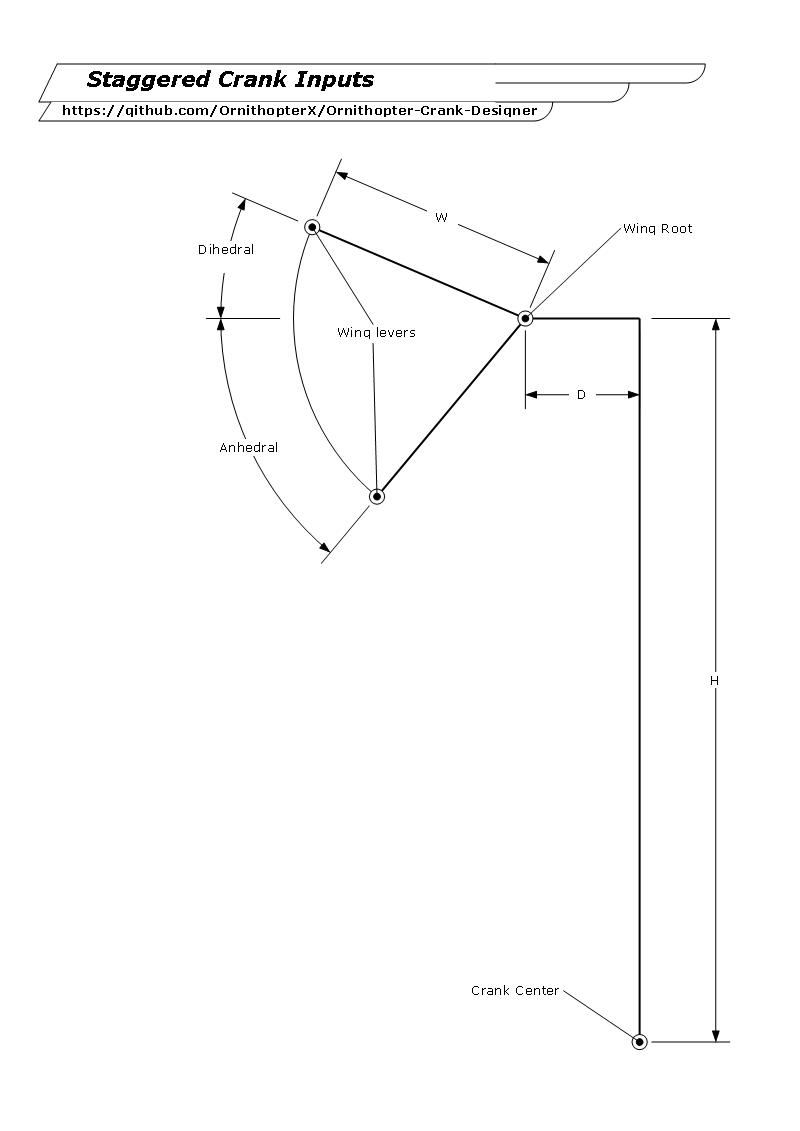 Staggered Crank Inputs
https://github.com/OrnithopterX/Ornithopter-Crank-Designer
W
Wing Root
Dihedral
Wing levers
D
Anhedral
H
Crank Center